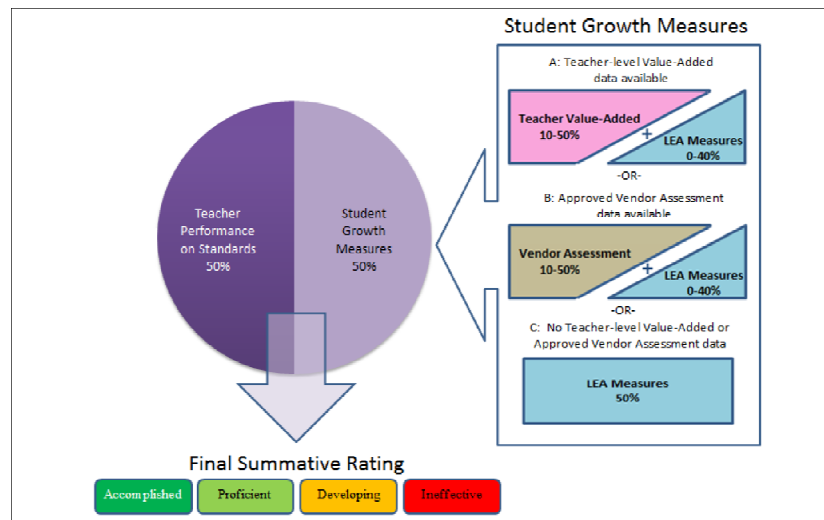 Student Growth Measures
A: Teacher-level Value-Added
data available
Teacher Value-Added
10-50%
+
LEA Measures
0-40%
-OR-
B: Approved Vendor Assessment
data available
Vendor Assessment
10-50%
+
LEA Measures
0-40%
-OR-
C: No Teacher-level Value-Added or
Approved Vendor Assessment data
LEA Measures
50%
Teacher
Performance
on Standards
50%
Student
Growth
Measures
50%
Final Summative Rating
Accomplished
Proficient
Developing
Ineffective